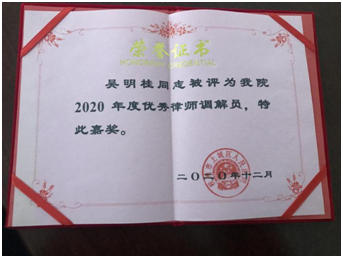 荣誉证书
吴明桂同志被评为我院
2020 年度优秀律师调解员，特
此嘉奖。
二〇二〇年十二月